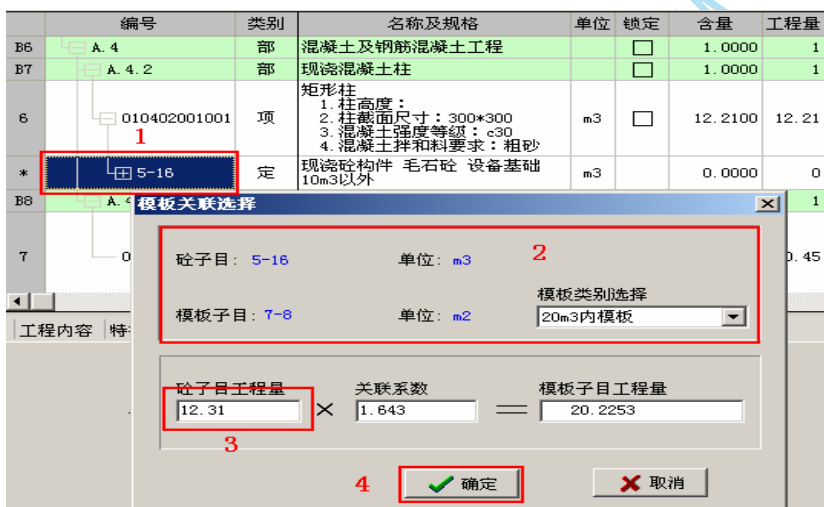 编号 类别 名称及规格 单位 锁定 含量 工程量
B6 A.4 部 混凝土及钢筋混凝土工程 1.0000 1
B7 A.4.2 部 现浇混凝土柱 1.0000 1
矩形柱
1.柱高度：
6 010402001001 项 2.柱截面尺寸：300*300 m3 12.2100 12.21
3.混凝土强度等级：c30
4.混凝土拌和料要求：粗砂
1
* 5-16 定 现浇砼构件 毛石砼 设备基础 m3 0.0000 0
10m3以外
B8 A.4 1
模板关联选择
7 0 0.45
砼子目： 5-16 单位： m3 2
模板类别选择
模板子目：7-8 单位： m2 20m3内模板
工程内容 特
砼子目工程量 关联系数 模板子目工程量
12.31 × 1.643 = 20.2253
3
4 确定 取消